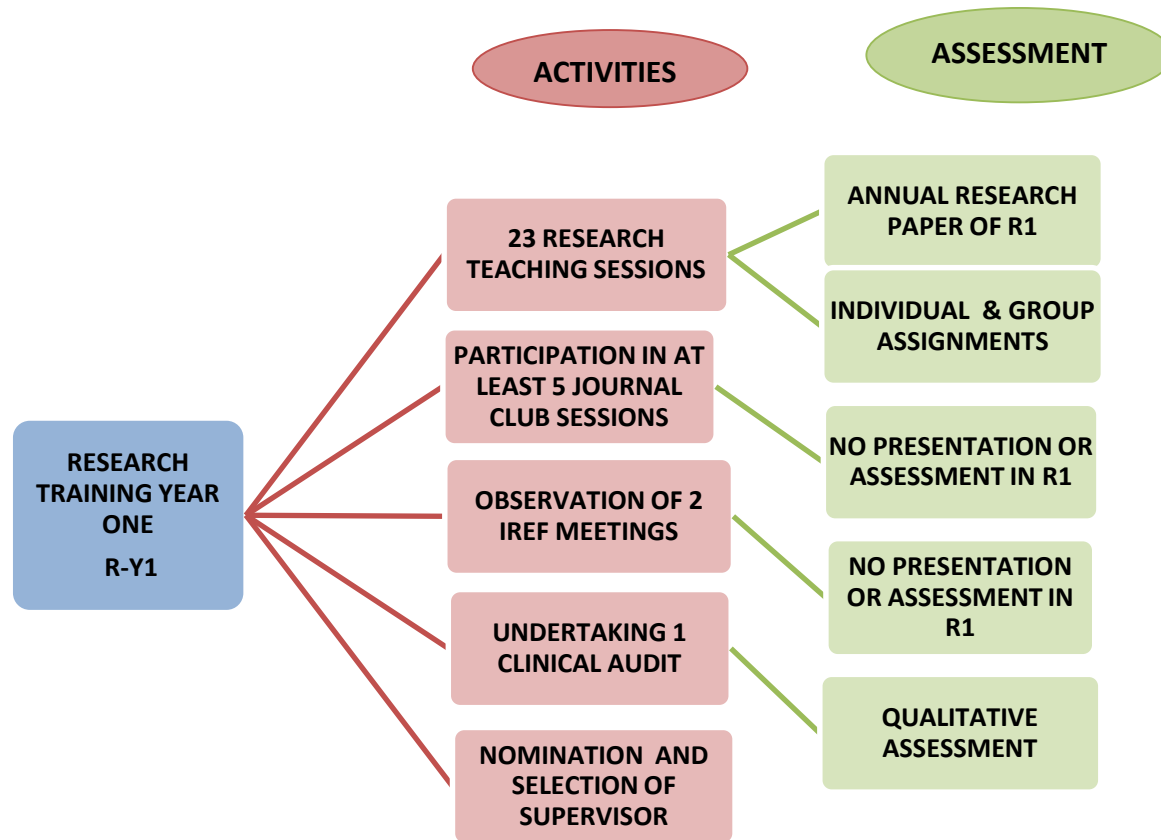 ACTIVITIES
ASSESSMENT
RESEARCH
TRAINING YEAR
ONE
R-Y1
23 RESEARCH
TEACHING SESSIONS
PARTICIPATION IN AT
LEAST 5 JOURNAL
CLUB SESSIONS
OBSERVATION OF 2
IREF MEETINGS
UNDERTAKING 1
CLINICAL AUDIT
NOMINATION AND
SELECTION OF
SUPERVISOR
ANNUAL RESEARCH
PAPER OF R1
INDIVIDUAL & GROUP
ASSIGNMENTS
NO PRESENTATION OR
ASSESSMENT IN R1
NO PRESENTATION
OR ASSESSMENT IN
R1
QUALITATIVE
ASSESSMENT